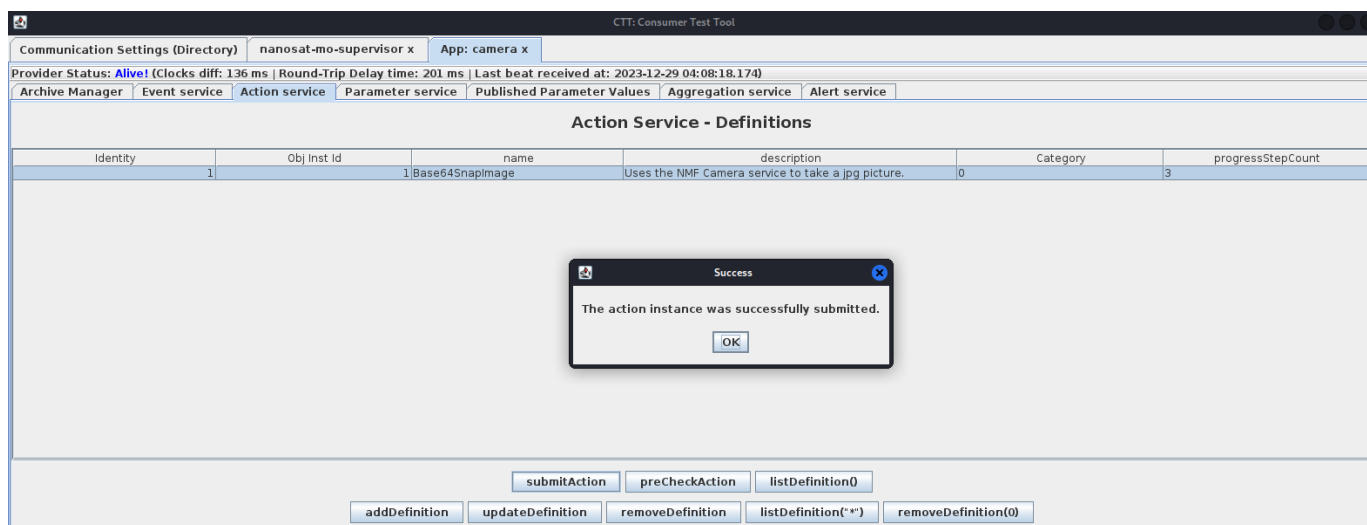 CTT: Consumer Test Tool
Communication Settings (Directory) nanosat-mo-supervisor x App: camera x
Provider Status: Alive! (Clocks diff: 136 ms | Round-Trip Delay time: 201 ms | Last beat received at: 2023-12-29 04:08:18.174)
Archive Manager Event service Action service Parameter service Published Parameter Values Aggregation service Alert service
Action Service - Definitions
Identity Obj Inst Id name description Category progressStepCount
1 1 Base64SnapImage Uses the NMF Camera service to take a jpg picture. 0 3
Success
The action instance was successfully submitted.
OK
submitAction preCheckAction listDefinition()
addDefinition updateDefinition removeDefinition listDefinition("*") removeDefinition(0)